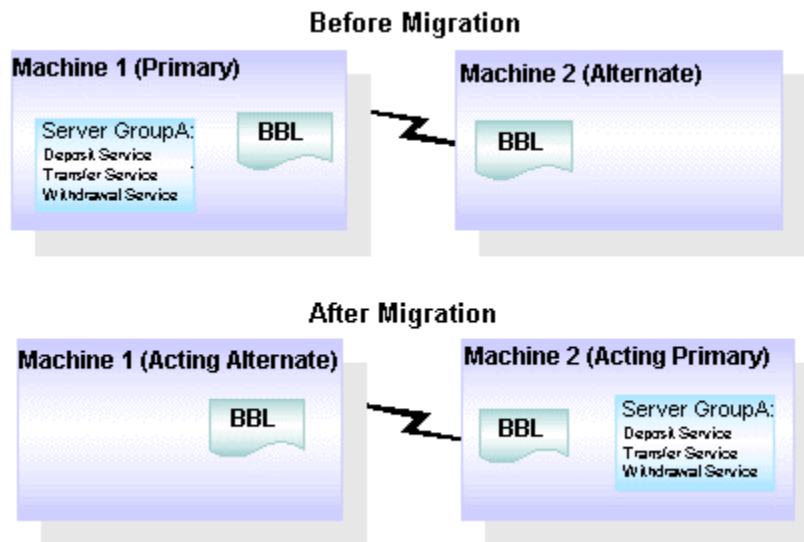 Before Migration
Machine 1 (Primary)
Server GroupA:
Deposit Service
Transfer Service
Withdrawal Service
BBL
Machine 2 (Alternate)
BBL
After Migration
Machine 1 (Acting Alternate)
BBL
Machine 2 (Acting Primary)
BBL
Server GroupA:
Deposit Service
Transfer Service
Withdrawal Service